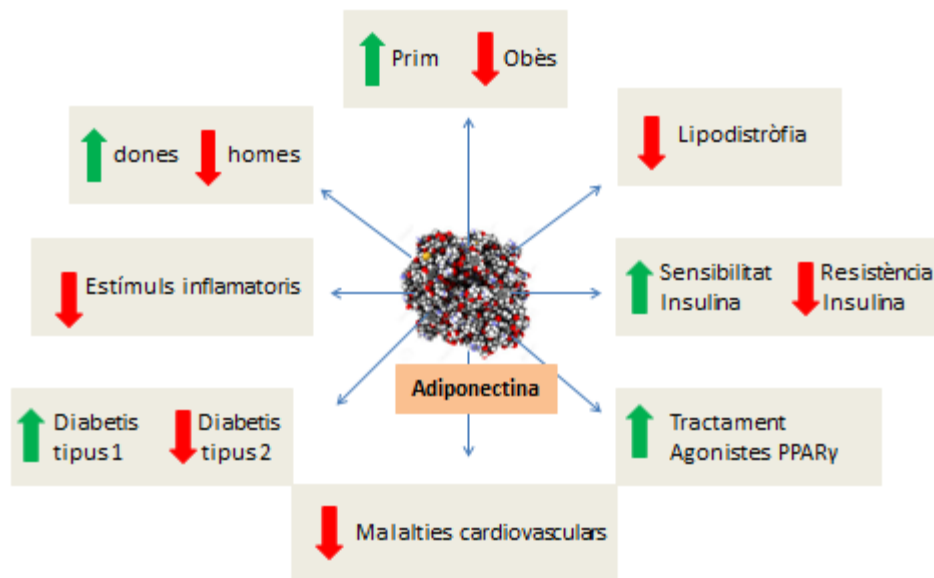 Prim Obès
dones homes
Lipodistròfia
Estímuls inflamatoris
Sensibilitat
Insulina
Resistència
Insulina
Adiponectina
Diabetis
tipus 1
Diabetis
tipus 2
Tractament
Agonistes PPARγ
Malalties cardiovasculars